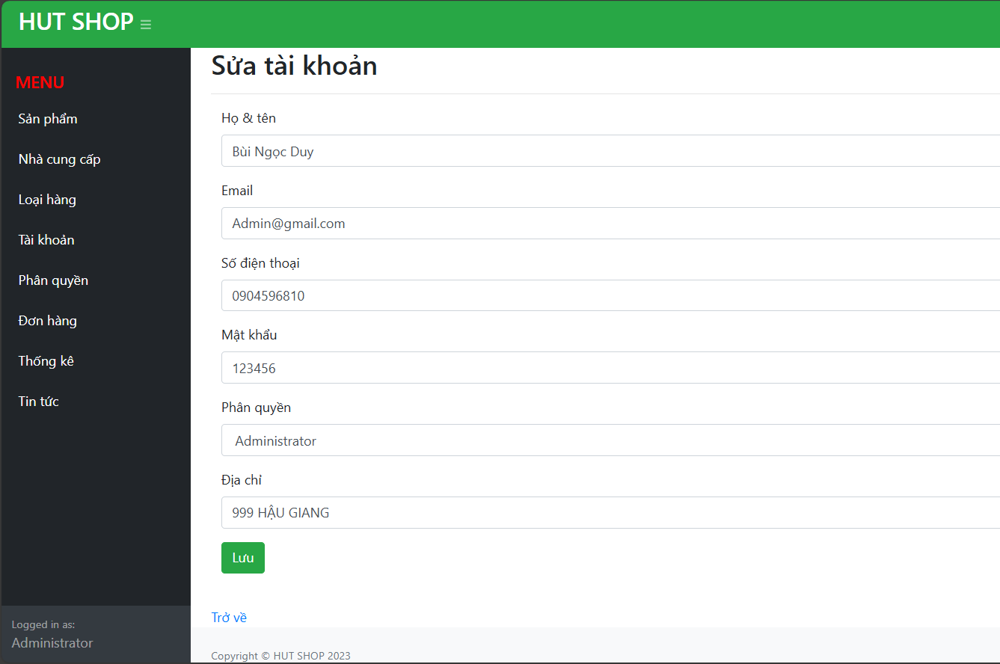 HUT SHOP
MENU
Sản phẩm
Nhà cung cấp
Loại hàng
Tài khoản
Phân quyền
Đơn hàng
Thống kê
Tin tức
Logged in as:
Administrator
Sửa tài khoản
Họ & tên
Bùi Ngọc Duy
Email
Admin@gmail.com
Số điện thoại
0904596810
Mật khẩu
123456
Phân quyền
Administrator
Địa chỉ
999 HẬU GIANG
Lưu
Trở về
Copyright © HUT SHOP 2023